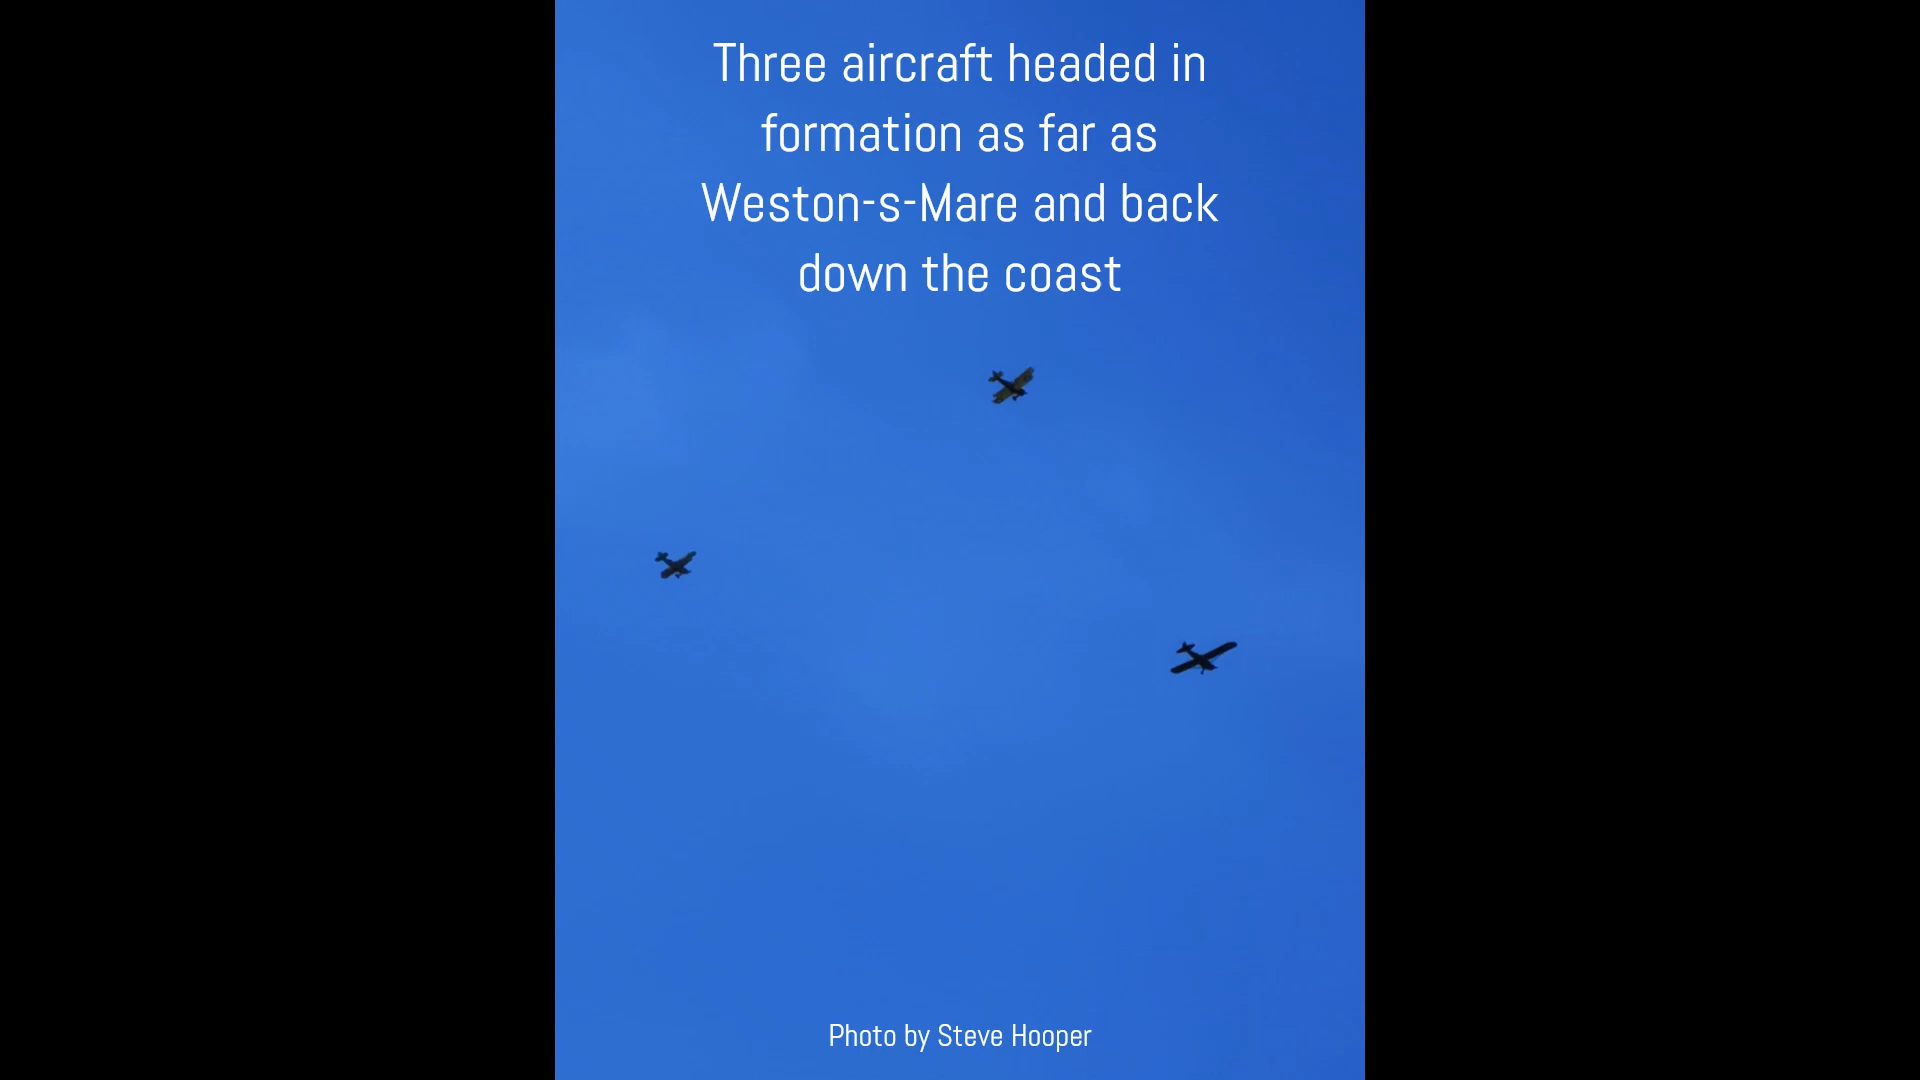 Three aircraft headed in
formation as far as
Weston-s-Mare and back
down the coast
Photo by Steve Hooper